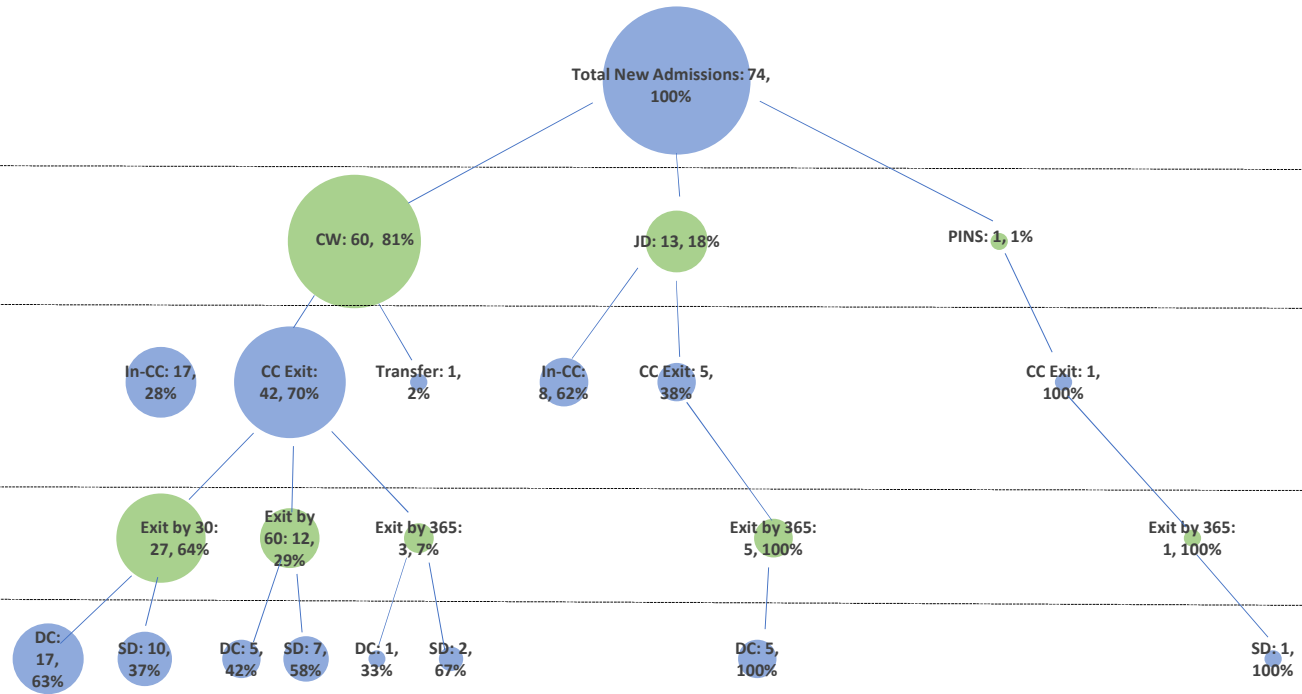 Total New Admissions: 74,
100%
CW: 60,  81%
JD: 13, 18%
PINS: 1, 1%
In-CC: 17,
28%
CC Exit:
42, 70%
Transfer: 1,
2%
In-CC:
8, 62%
CC Exit: 5,
38%
CC Exit: 1,
100%
Exit by 30:
27, 64%
Exit by
60: 12,
29%
Exit by 365:
3, 7%
Exit by 365:
5, 100%
Exit by 365:
1, 100%
DC:
17,
63%
SD: 10,
37%
DC: 5,
42%
SD: 7,
58%
DC: 1,
33%
SD: 2,
67%
DC: 5,
100%
SD: 1,
100%